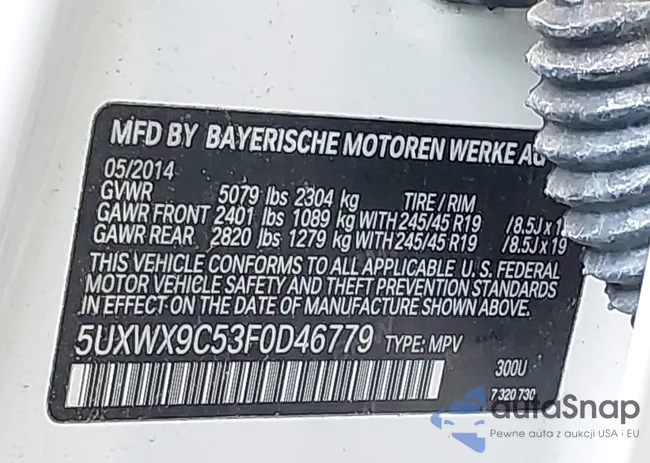 MFD BY BAYERISCHE MOTOREN WERKE AG
05/2014
GVWR 5079 lbs 2304 kg TIRE / RIM
GAWR FRONT 2401 lbs 1089 kg WITH 245/45 R19 /8.5J x
GAWR REAR 2820 lbs 1279 kg WITH 245/45 R19 /8.5J x 19
THIS VEHICLE CONFORMS TO ALL APPLICABLE U.S. FEDERAL
MOTOR VEHICLE SAFETY AND THEFT PREVENTION STANDARDS
IN EFFECT ON THE DATE OF MANUFACTURE SHOWN ABOVE.
5UXWX9C53F0D46779 TYPE: MPV
300U
7 320 730
autaSnap
Pewne auta z aukcji USA i EU